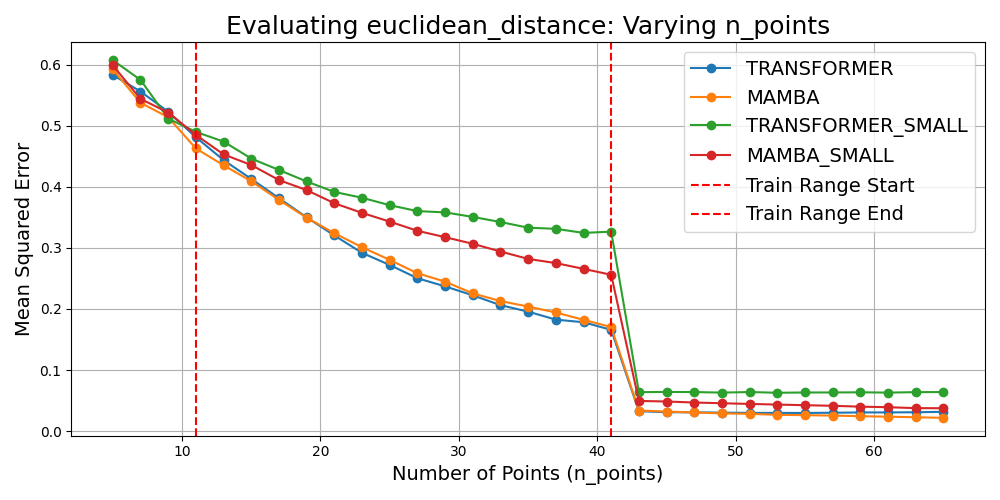 Evaluating euclidean_distance: Varying n_points
Mean Squared Error
0.6
0.5
0.4
0.3
0.2
0.1
0.0
TRANSFORMER
MAMBA
TRANSFORMER_SMALL
MAMBA_SMALL
Train Range Start
Train Range End
10 20 30 40 50 60
Number of Points (n_points)